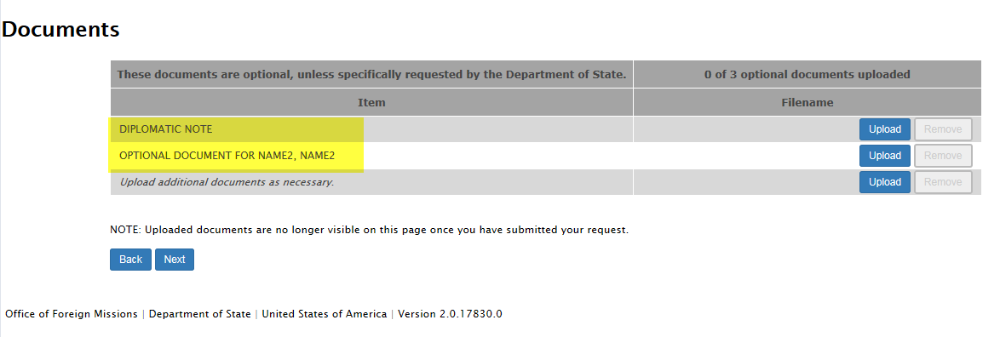 Documents
These documents are optional, unless specifically requested by the Department of State. 0 of 3 optional documents uploaded
Item Filename
DIPLOMATIC NOTE Upload Remove
OPTIONAL DOCUMENT FOR NAME2, NAME2 Upload Remove
Upload additional documents as necessary. Upload Remove
NOTE: Uploaded documents are no longer visible on this page once you have submitted your request.
Back Next
Office of Foreign Missions | Department of State | United States of America | Version 2.0.17830.0